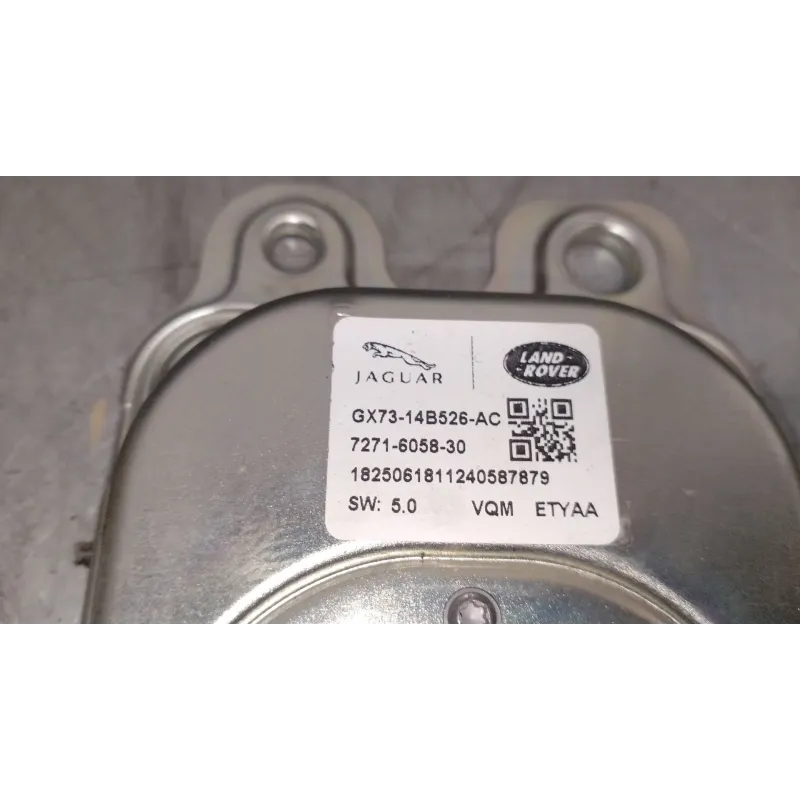 JAGUAR
LAND-
-ROVER
GX73-14B526-AC
7271-6058-30
1825061811240587879
SW: 5.0 VQM ETYAA